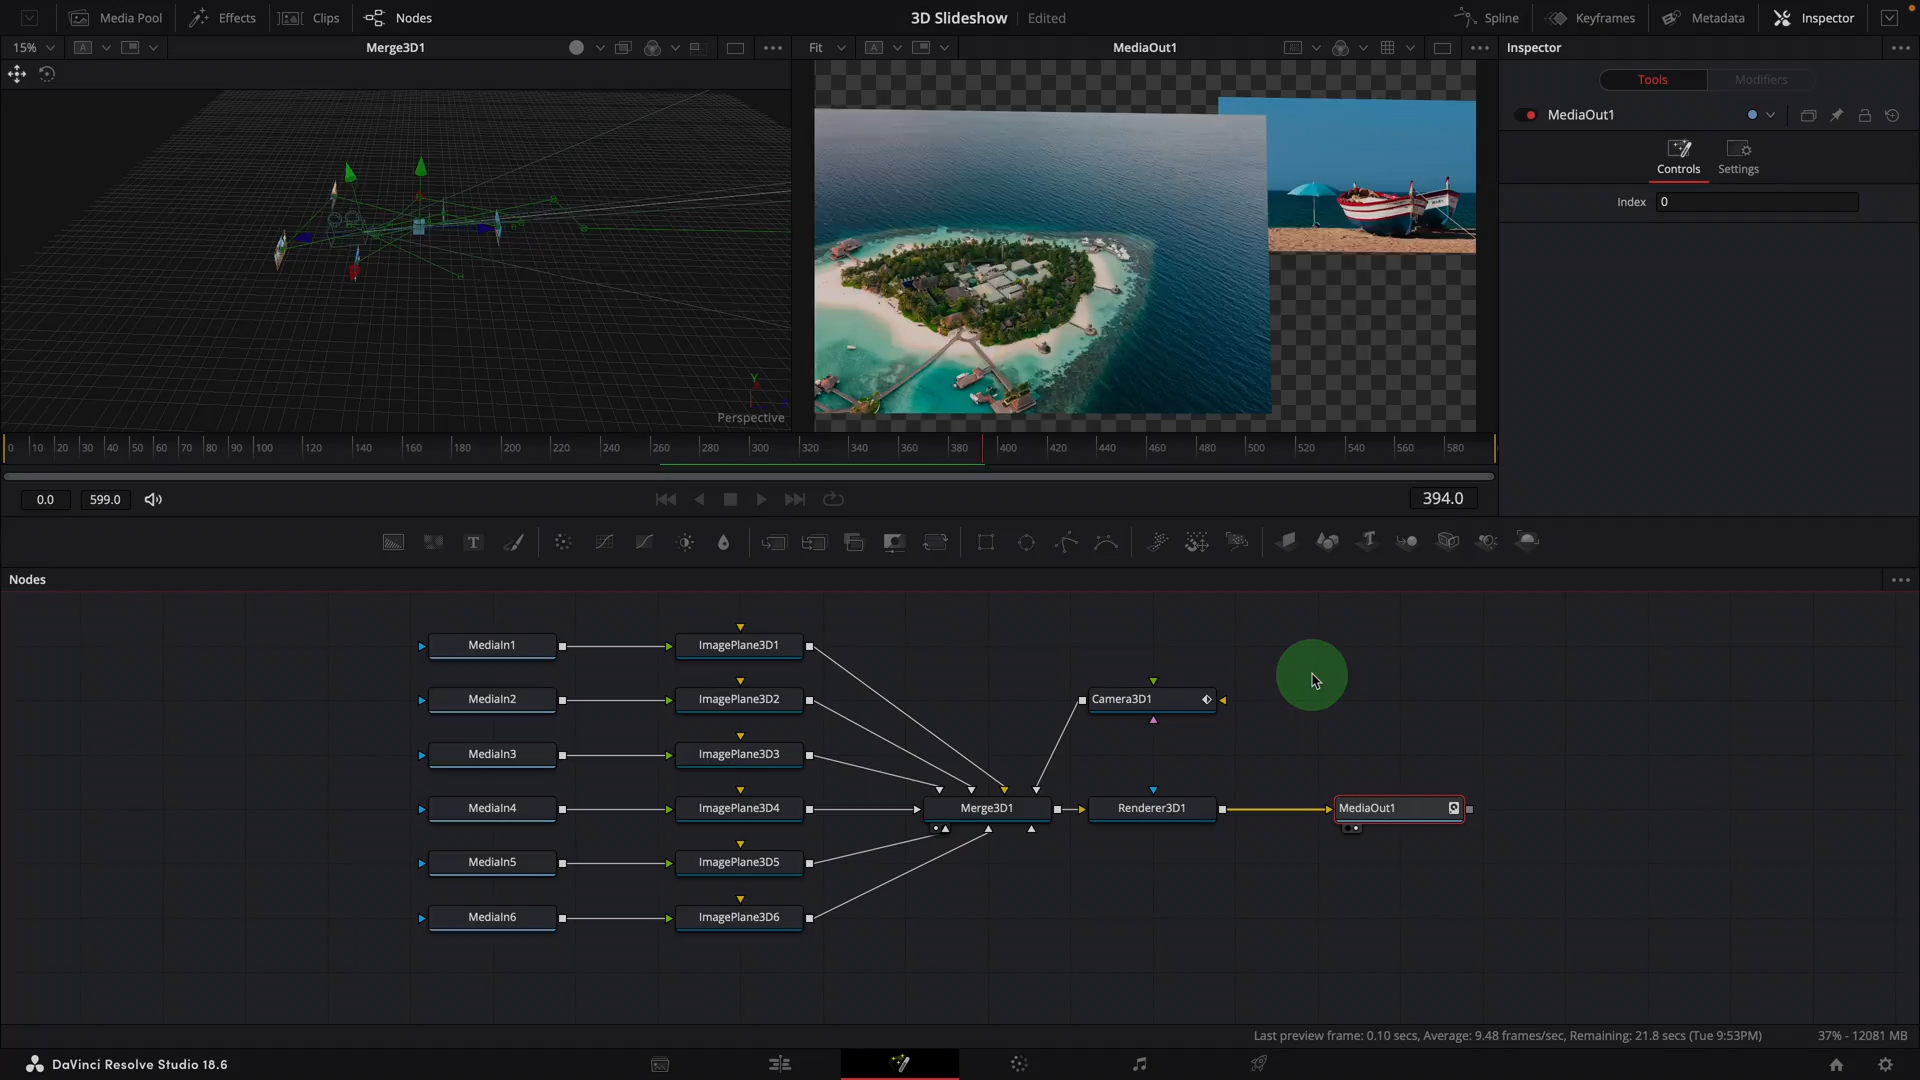 Media Pool
Effects
Clips
Nodes
3D Slideshow
Edited
Spline
Keyframes
Metadata
Inspector
15%
Merge3D1
Fit
MediaOut1
Inspector
Tools
Modifiers
MediaOut1
Controls
Settings
Index
0
Y
Perspective
0 10 20 30 40 50 60 70 80 90 100 120 140 160 180 200 220 240 260 280 300 320 340 360 380 400 420 440 460 480 500 520 540 560 580
0.0
599.0
394.0
Nodes
MediaIn1
ImagePlane3D1
MediaIn2
ImagePlane3D2
Camera3D1
MediaIn3
ImagePlane3D3
MediaIn4
ImagePlane3D4
Merge3D1
Renderer3D1
MediaOut1
MediaIn5
ImagePlane3D5
MediaIn6
ImagePlane3D6
Last preview frame: 0.10 secs, Average: 9.48 frames/sec, Remaining: 21.8 secs (Tue 9:53PM)
37% - 12081 MB
DaVinci Resolve Studio 18.6